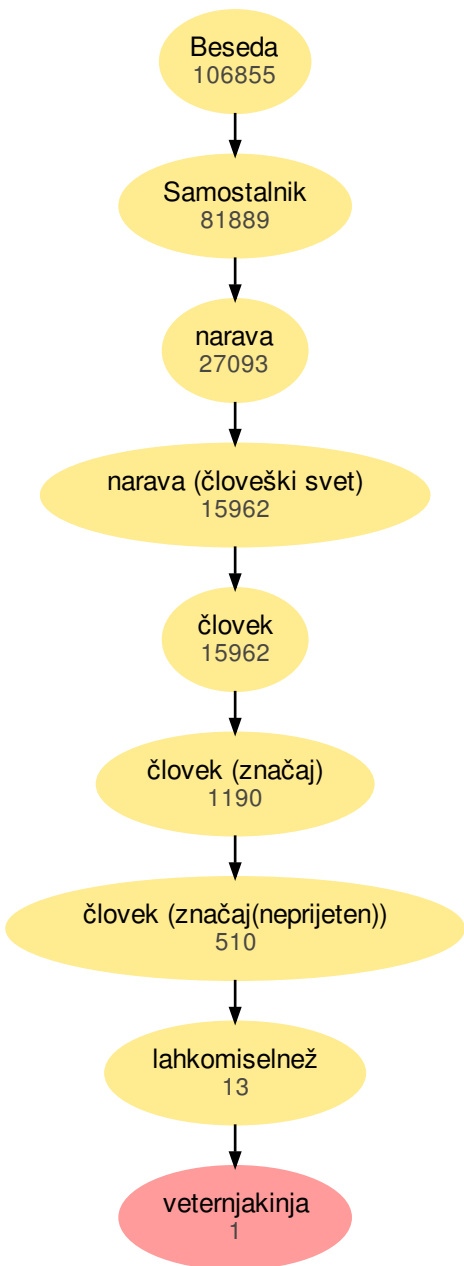 Beseda
106855
Samostalnik
81889
narava
27093
narava (človeški svet)
15962
človek
15962
človek (značaj)
1190
človek (značaj(neprijeten))
510
lahkomiselnež
13
veternjakinja
1